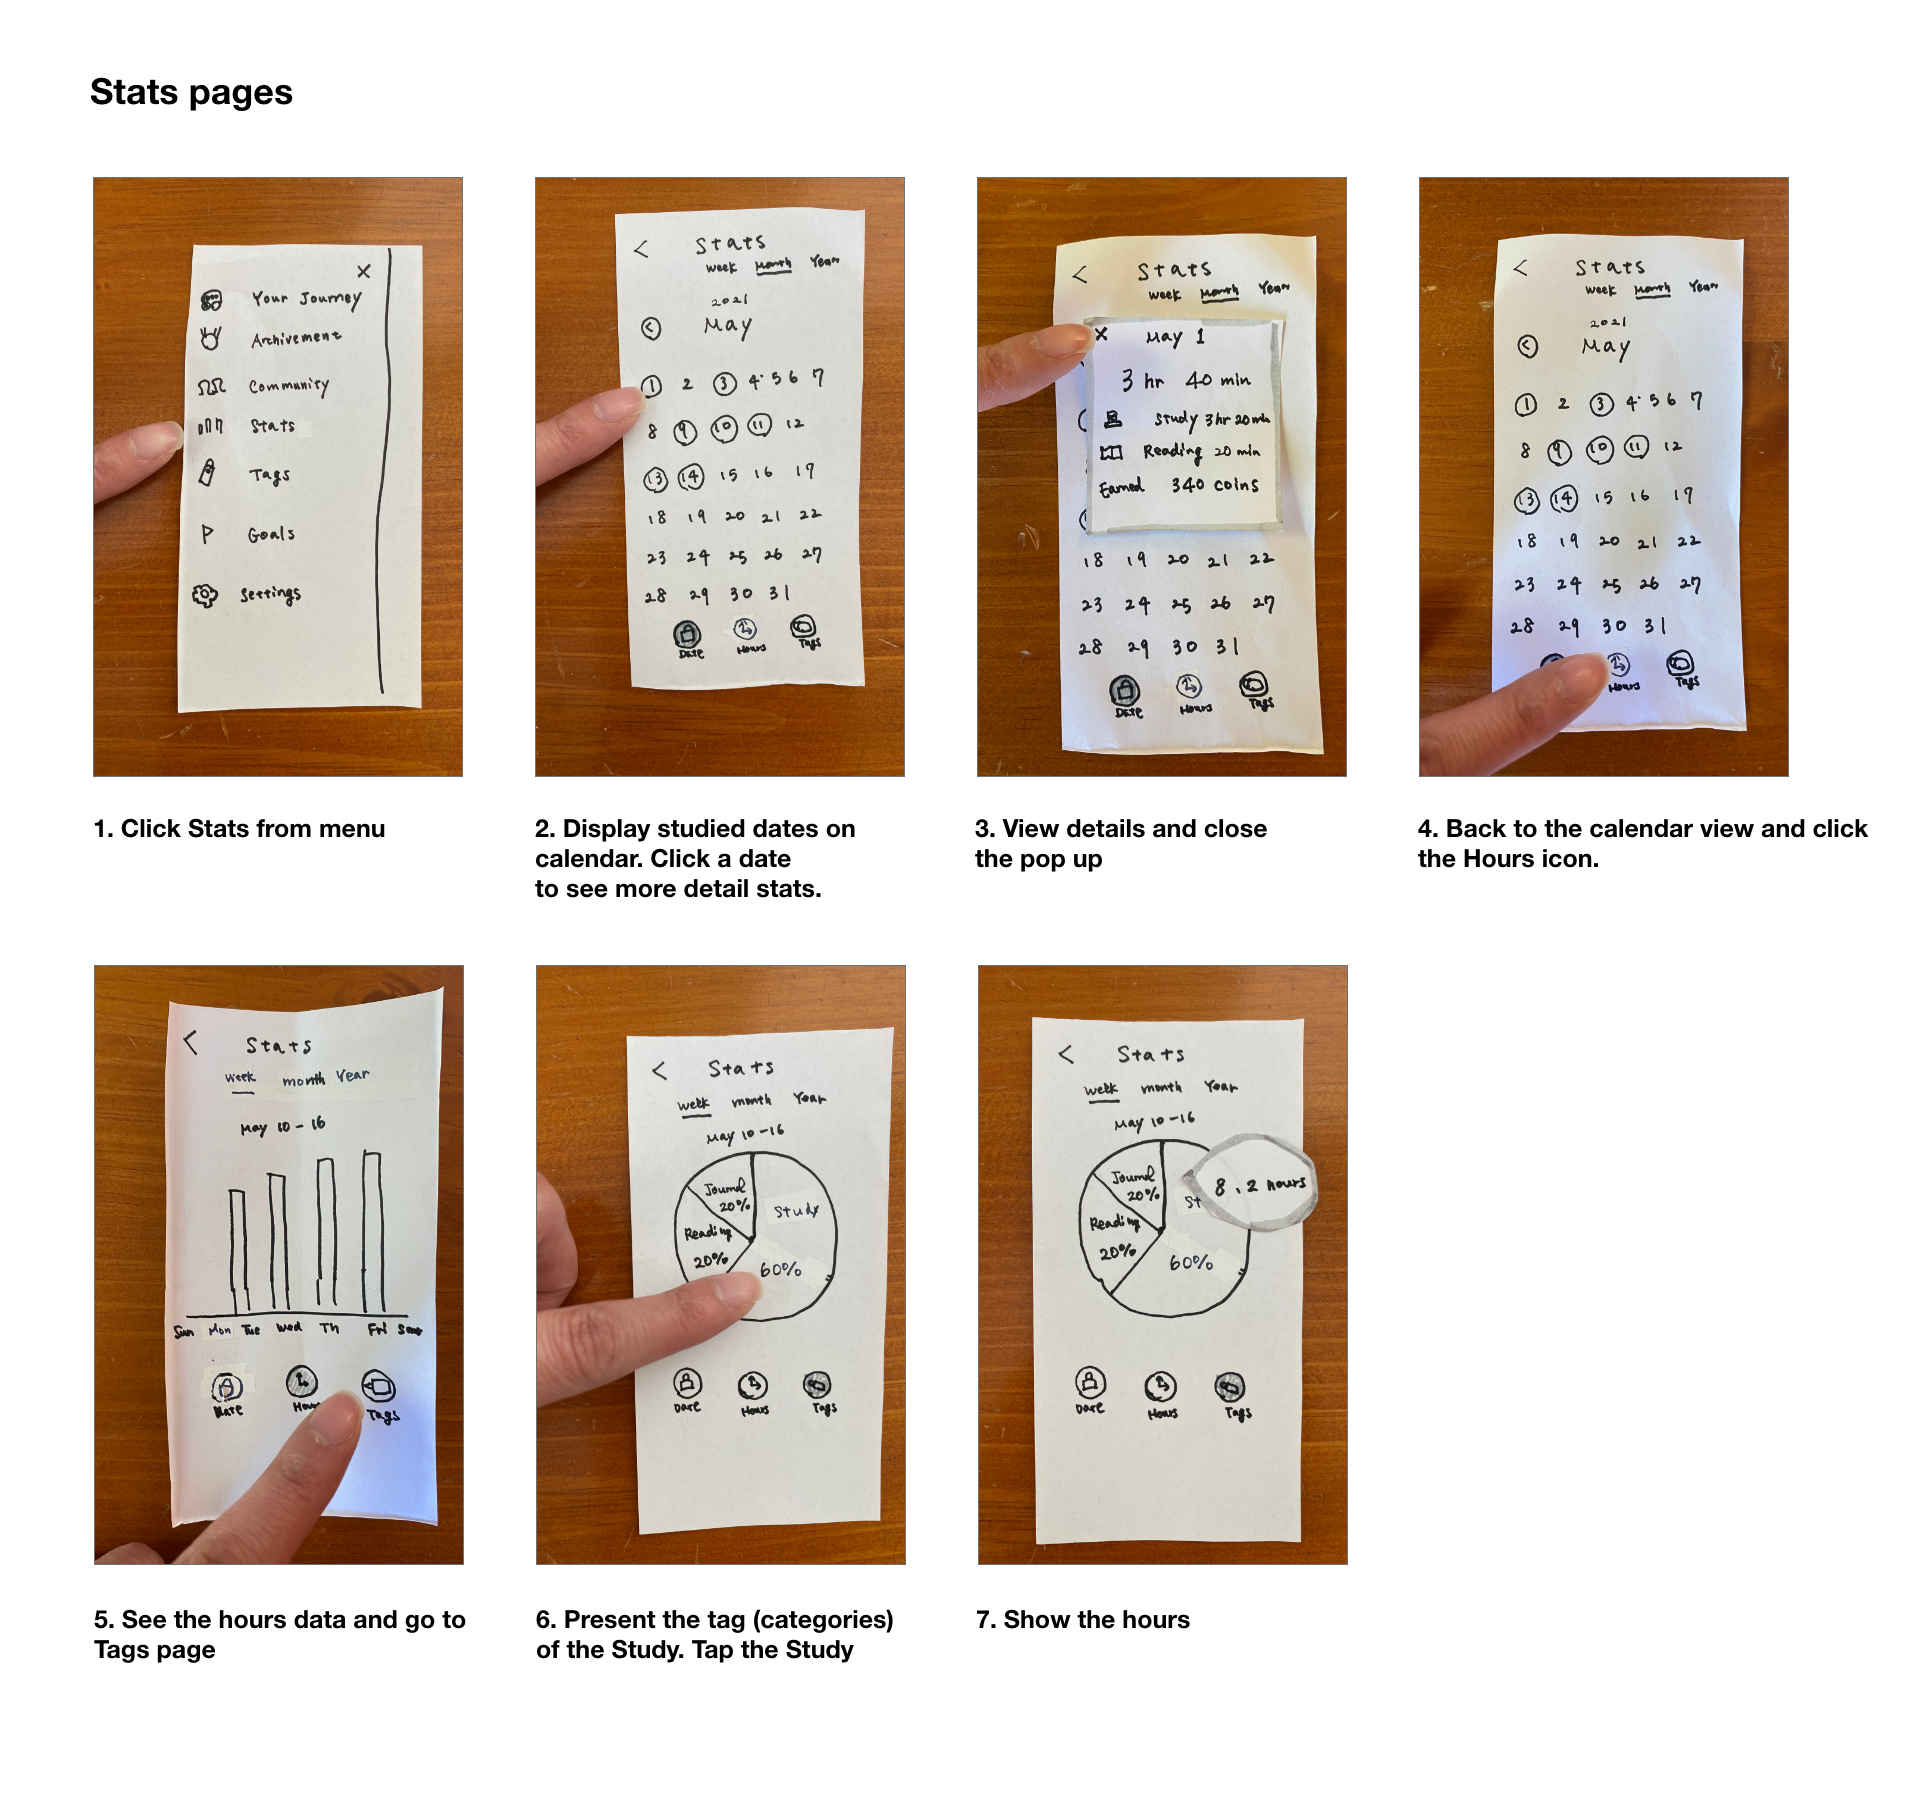 Stats pages
X
Your Journey
Archivement
Community
Stats
Tags
Goals
Settings
1. Click Stats from menu
< Stats
Week Month Year
2021
< May
1 2 3 4 5 6 7
8 9 10 11 12
13 14 15 16 17
18 19 20 21 22
23 24 25 26 27
28 29 30 31
Date Hours Tags
2. Display studied dates on
calendar. Click a date
to see more detail stats.
< Stats
Week Month Year
X May 1
3 hr 40 min
Study 3 hr 20 min
Reading 20 min
Earned 340 coins
18 19 20 21 22
23 24 25 26 27
28 29 30 31
Date Hours Tags
3. View details and close
the pop up
< Stats
Week Month Year
2021
< May
1 2 3 4 5 6 7
8 9 10 11 12
13 14 15 16 17
18 19 20 21 22
23 24 25 26 27
28 29 30 31
Hours Tags
4. Back to the calendar view and click
the Hours icon.
< Stats
Week month Year
May 10 - 16
Sun Mon Tue Wed Th Fri Sat
Date Hours Tags
5. See the hours data and go to
Tags page
< Stats
Week month Year
May 10 - 16
Journal
20%
Study
Reading
20%
60%
Date Hours Tags
6. Present the tag (categories)
of the Study. Tap the Study
< Stats
Week month Year
May 10 - 16
Journal
20%
St
8.2 hours
Reading
20%
60%
Date Hours Tags
7. Show the hours